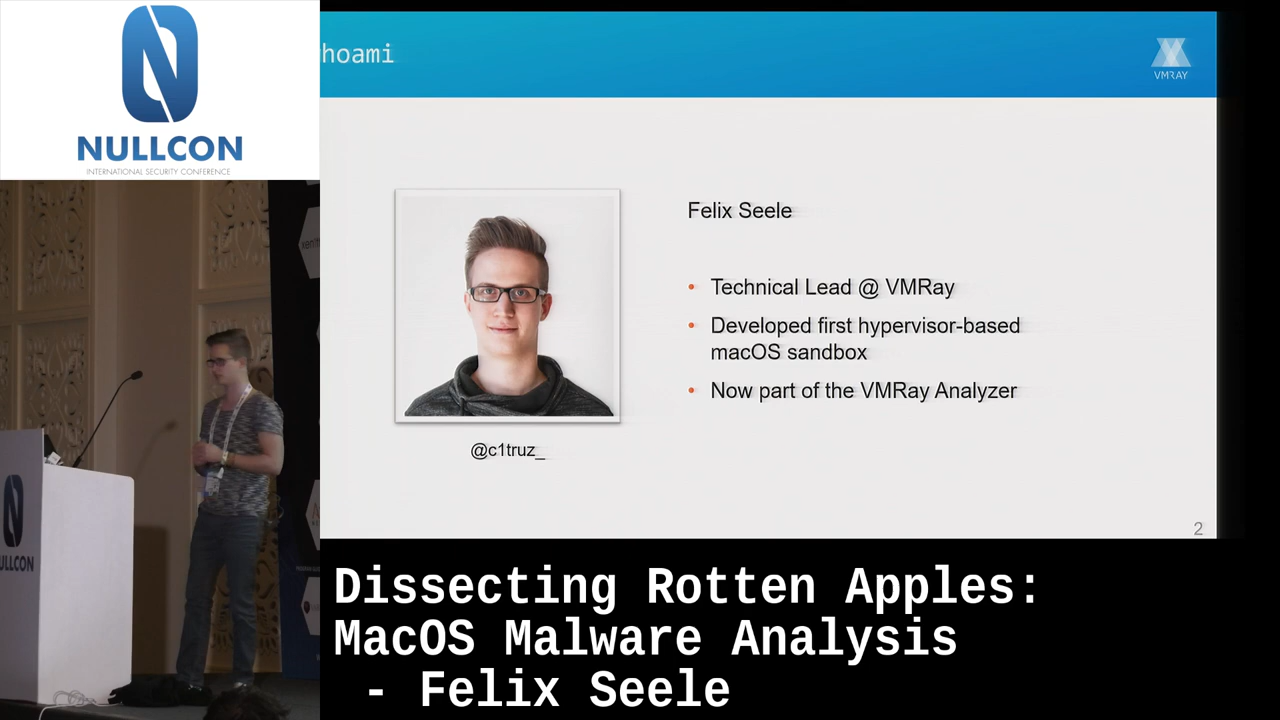 NULLCON
INTERNATIONAL SECURITY CONFERENCE
hoami
VMRAY
Felix Seele
• Technical Lead @ VMRay
• Developed first hypervisor-based
macOS sandbox
• Now part of the VMRay Analyzer
@c1truz_
2
ULLCON
Dissecting Rotten Apples:
MacOS Malware Analysis
- Felix Seele